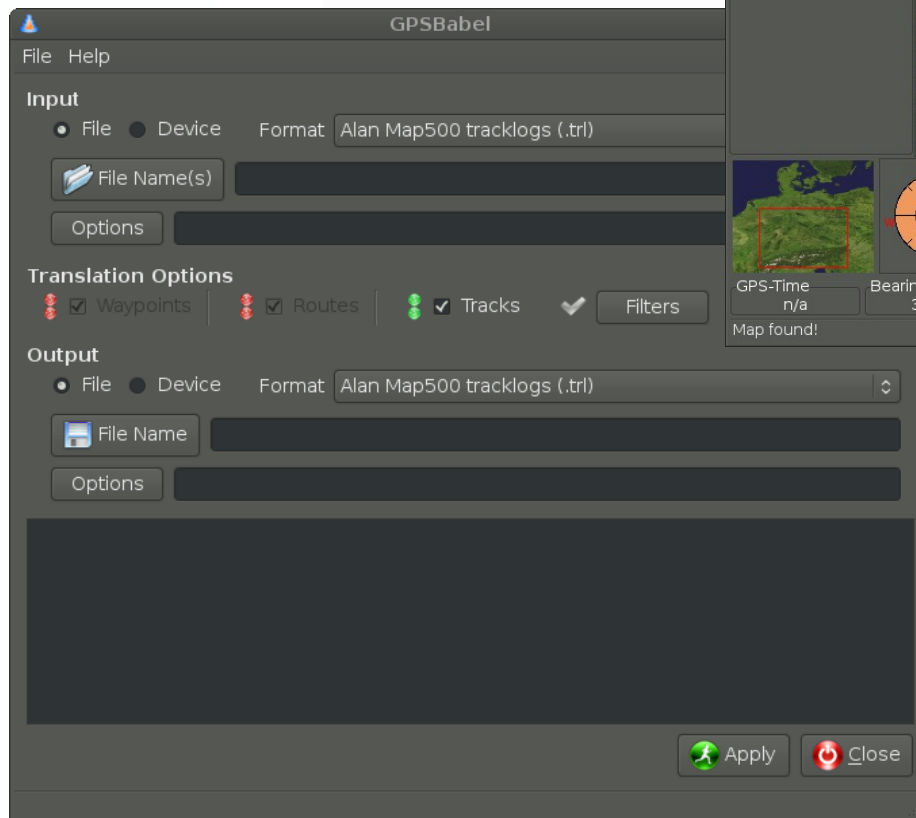 GPSBabel
File Help
Input
File Device Format Alan Map500 tracklogs (.trl)
File Name(s)
Options
Translation Options
Waypoints Routes Tracks Filters
Output
File Device Format Alan Map500 tracklogs (.trl)
File Name
Options
Apply Close
GPS-Time
n/a
Map found!